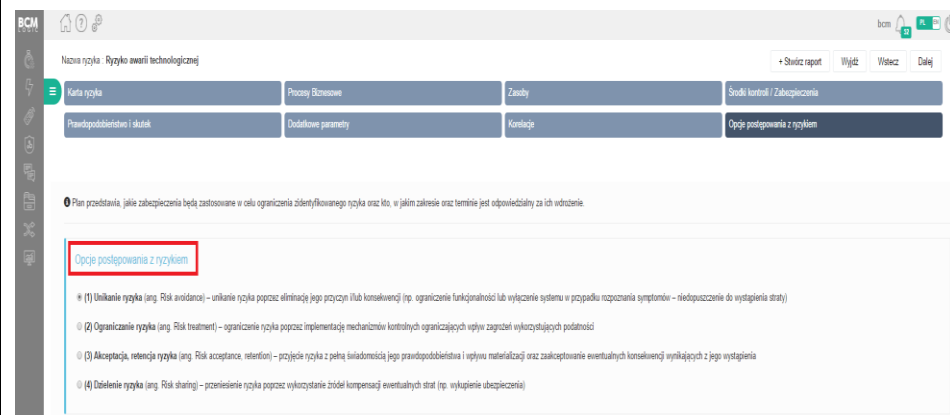 BCM
LOGIC
bcm
32
PL EN
Nazwa ryzyka : Ryzyko awarii technologicznej
+ Stwórz raport Wyjdź Wstecz Dalej
Karta ryzyka Procesy Biznesowe Zasoby Środki kontroli / Zabezpieczenia
Prawdopodobieństwo i skutek Dodatkowe parametry Korelacje Opcje postępowania z ryzykiem
Plan przedstawia, jakie zabezpieczenia będą zastosowane w celu ograniczenia zidentyfikowanego ryzyka oraz kto, w jakim zakresie oraz terminie jest odpowiedzialny za ich wdrożenie.
Opcje postępowania z ryzykiem
(1) Unikanie ryzyka (ang. Risk avoidance) – unikanie ryzyka poprzez eliminację jego przyczyn i/lub konsekwencji (np. ograniczenie funkcjonalności lub wyłączenie systemu w przypadku rozpoznania symptomów – niedopuszczenie do wystąpienia straty)
(2) Ograniczanie ryzyka (ang. Risk treatment) – ograniczenie ryzyka poprzez implementację mechanizmów kontrolnych ograniczających wpływ zagrożeń wykorzystujących podatności
(3) Akceptacja, retencja ryzyka (ang. Risk acceptance, retention) – przyjęcie ryzyka z pełną świadomością jego prawdopodobieństwa i wpływu materializacji oraz zaakceptowanie ewentualnych konsekwencji wynikających z jego wystąpienia
(4) Dzielenie ryzyka (ang. Risk sharing) – przeniesienie ryzyka poprzez wykorzystanie źródeł kompensacji ewentualnych strat (np. wykupienie ubezpieczenia)